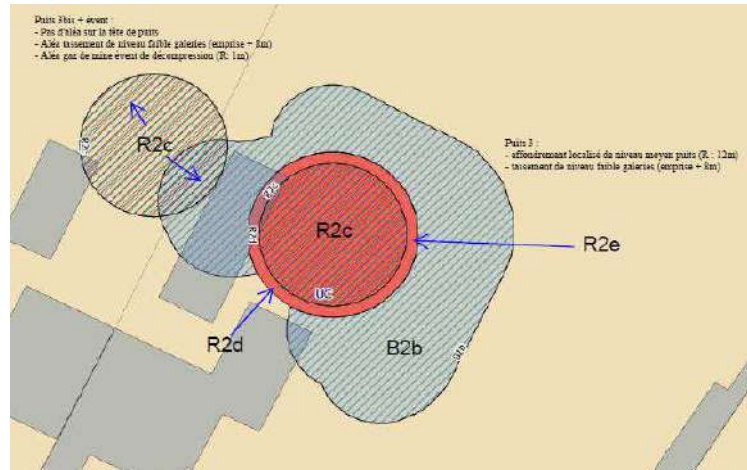 Puits 3bis + évent :
- Pas d'aléa sur la tête de puits
- Aléa tassement de niveau faible galeries (emprise + 8m)
- Aléa gaz de mine évent de décompression (R: 1m)
R2c
Puits 3 :
- effondrement localisé de niveau moyen puits (R : 12m)
- tassement de niveau faible galeries (emprise + 8m)
R2c
R2e
UC
R2d
B2b